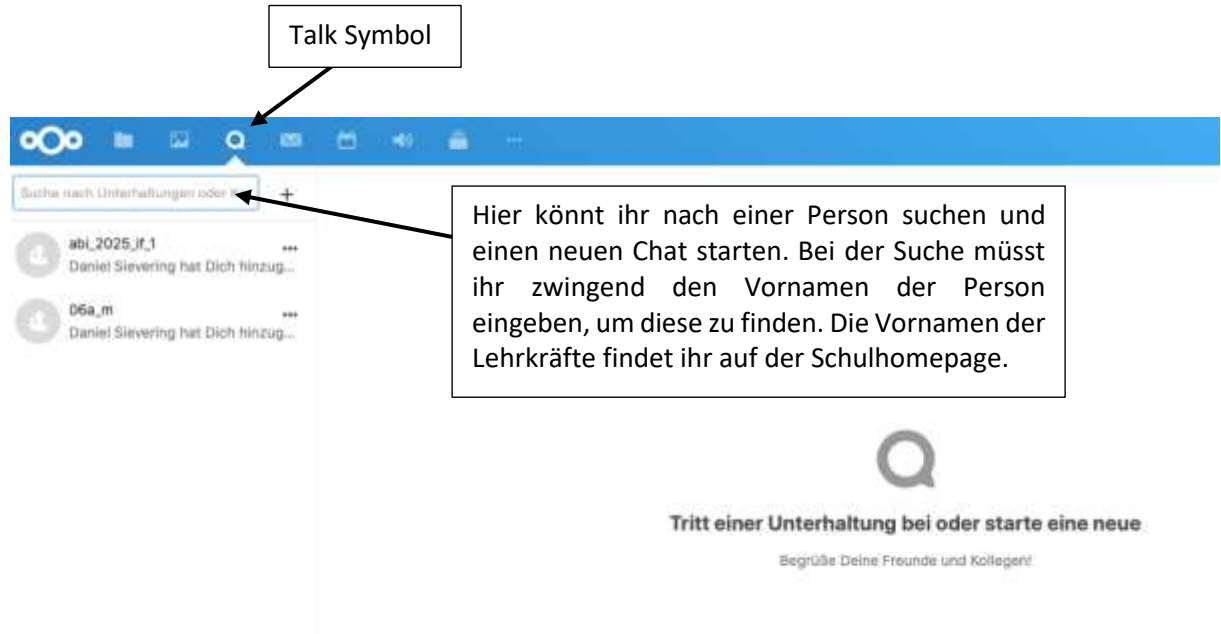 Talk Symbol
Suche nach Unterhaltungen oder
Hier könnt ihr nach einer Person suchen und
einen neuen Chat starten. Bei der Suche müsst
ihr zwingend den Vornamen der Person
eingeben, um diese zu finden. Die Vornamen der
Lehrkräfte findet ihr auf der Schulhomepage.
abi_2025_if_1
Daniel Sievering hat Dich hinzug...
06a_m
Daniel Sievering hat Dich hinzug...
Tritt einer Unterhaltung bei oder starte eine neue
Begrüße Deine Freunde und Kollegen!